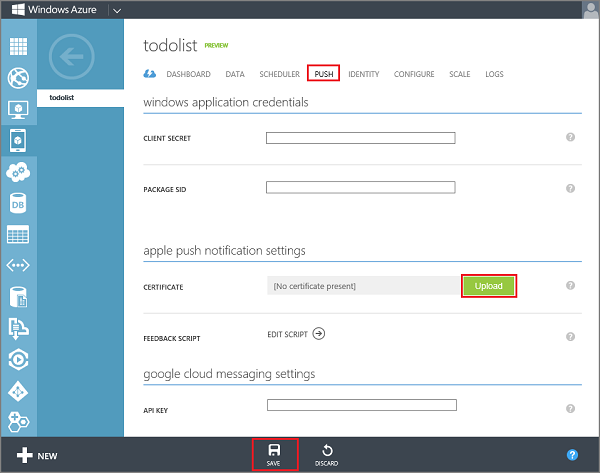 Windows Azure
todolist PREVIEW
DASHBOARD DATA SCHEDULER PUSH IDENTITY CONFIGURE SCALE LOGS
todolist
windows application credentials
CLIENT SECRET ?
PACKAGE SID ?
apple push notification settings
CERTIFICATE [No certificate present] Upload ?
FEEDBACK SCRIPT EDIT SCRIPT ?
google cloud messaging settings
API KEY ?
DB
NEW SAVE DISCARD ?